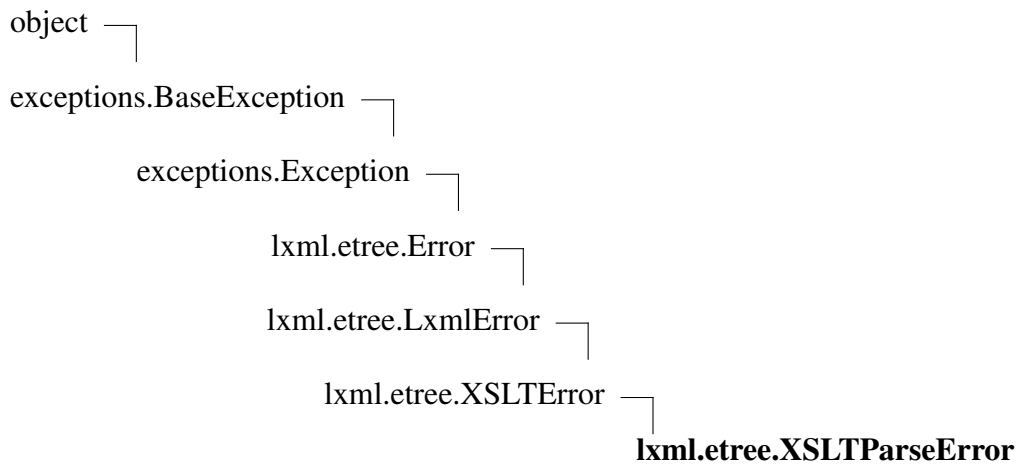 object
exceptions.BaseException
exceptions.Exception
lxml.etree.Error
lxml.etree.LxmlError
lxml.etree.XSLTError
lxml.etree.XSLTParseError